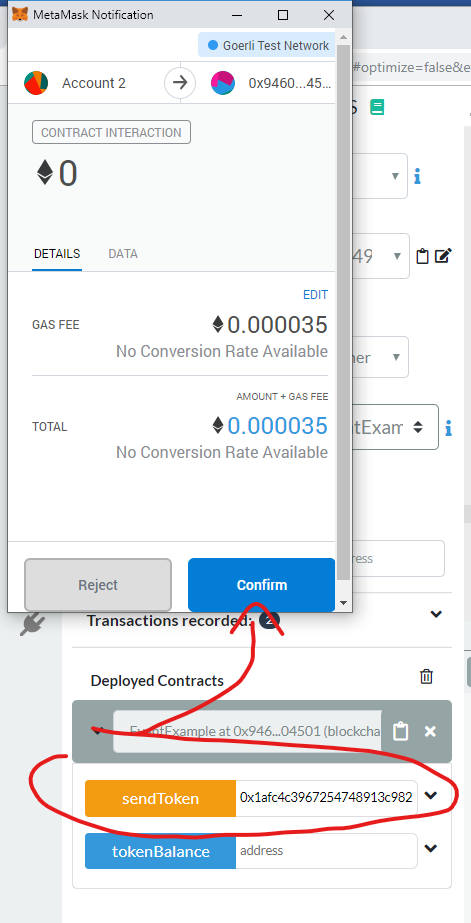 MetaMask Notification
Goerli Test Network
#optimize=false&e
Account 2
0x9460...45...
S
CONTRACT INTERACTION
0
49
DETAILS
DATA
EDIT
GAS FEE
0.000035
No Conversion Rate Available
her
AMOUNT + GAS FEE
TOTAL
0.000035
No Conversion Rate Available
tExam
Reject
Confirm
ress
Transactions recorded: 2
Deployed Contracts
EventExample at 0x946...04501 (blockcha
sendToken
0x1afc4c3967254748913c982
tokenBalance
address